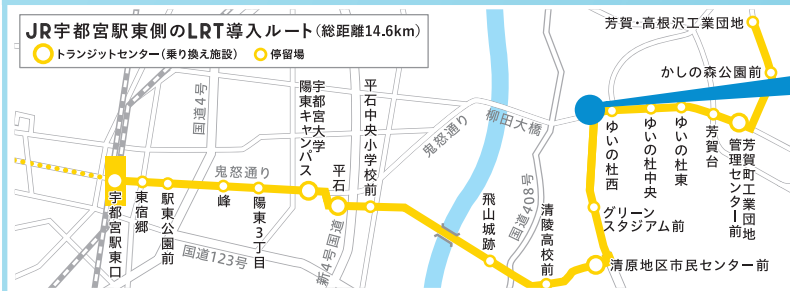 JR宇都宮駅東側のLRT導入ルート(総距離14.6km)
トランジットセンター(乗り換え施設)
停留場
芳賀・高根沢工業団地
かしの森公園前
芳賀町工業団地
管理センター前
芳賀台
ゆいの杜東
ゆいの杜中央
ゆいの杜西
グリーン
スタジアム前
清原地区市民センター前
清陵高校前
飛山城跡
平石中央小学校前
平石
宇都宮大学
陽東キャンパス
陽東3丁目
峰
駅東公園前
東宿郷
宇都宮駅東口
国道4号
鬼怒通り
国道123号
新4号国道
鬼怒通り
柳田大橋
国道408号